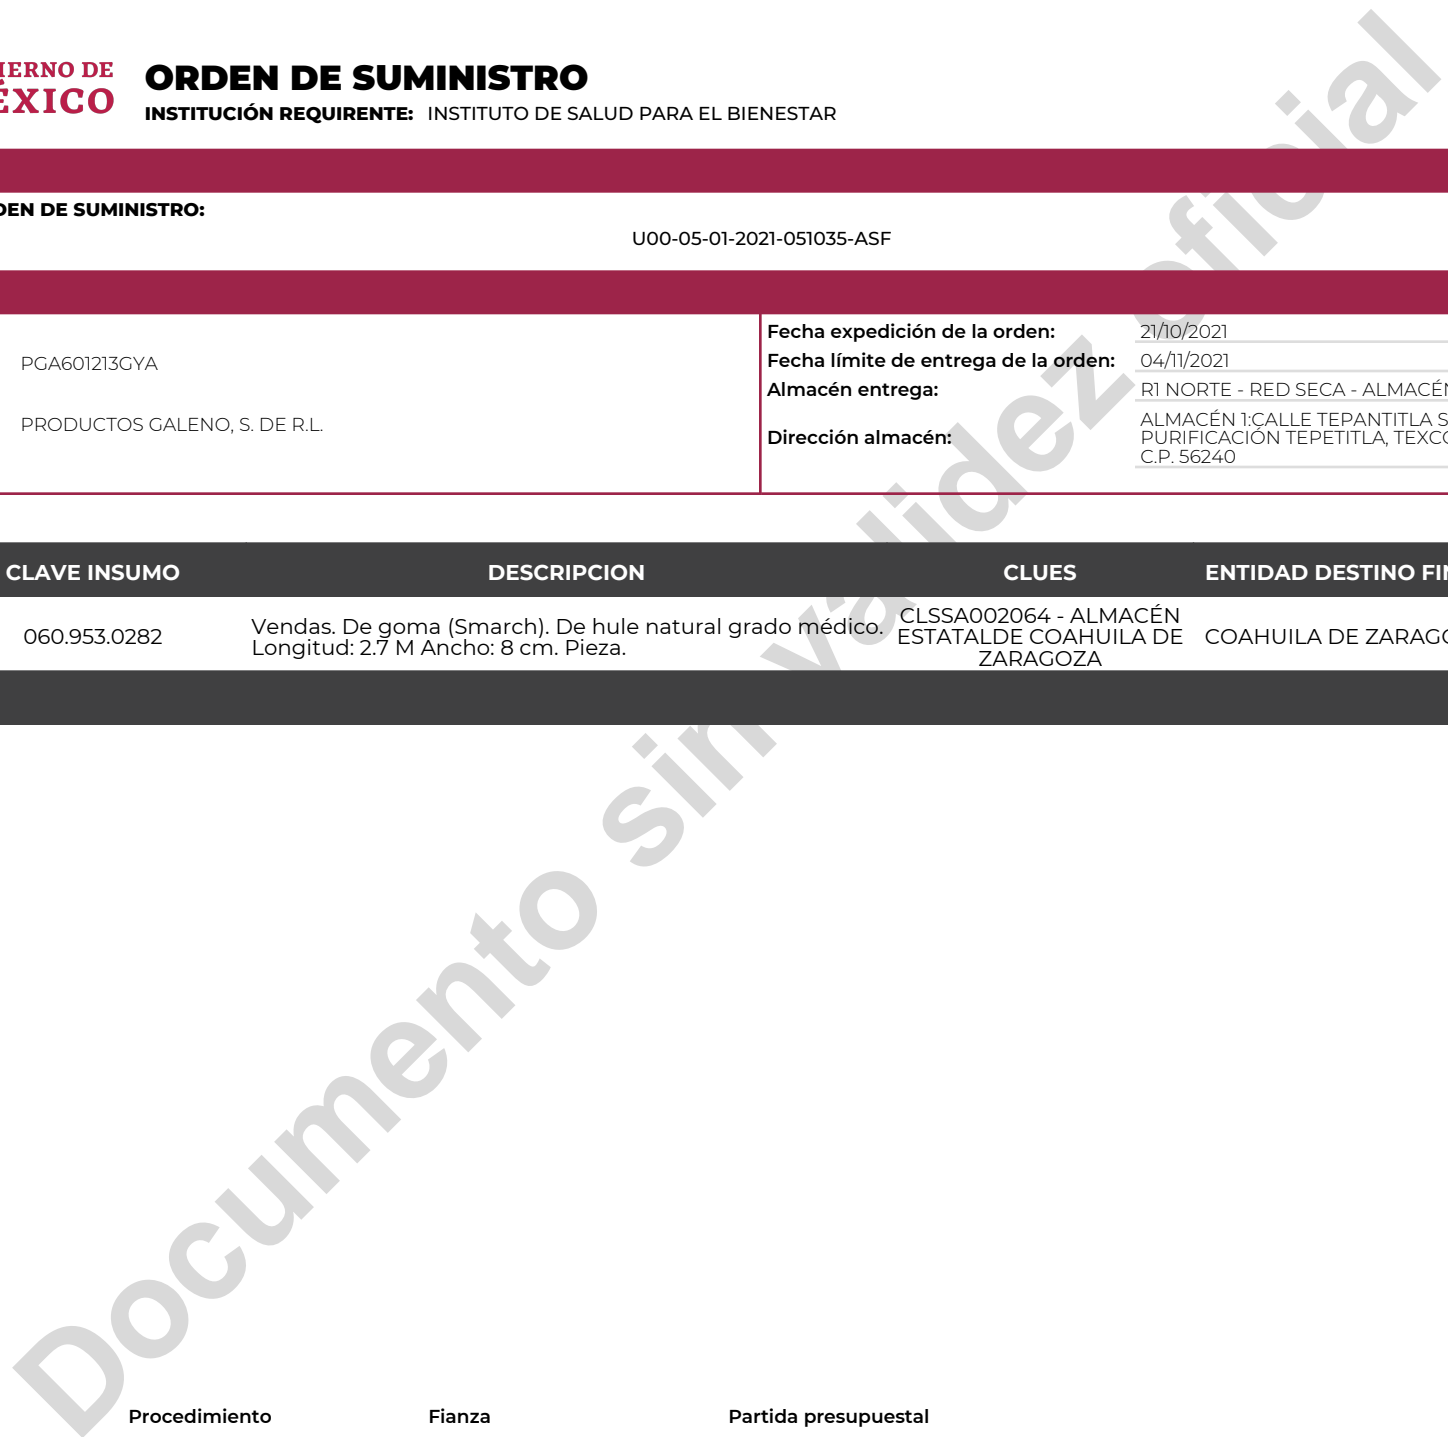 IERNO DE
ÉXICO
ORDEN DE SUMINISTRO
INSTITUCIÓN REQUIRENTE: INSTITUTO DE SALUD PARA EL BIENESTAR
DEN DE SUMINISTRO:
U00-05-01-2021-051035-ASF
PGA601213GYA
PRODUCTOS GALENO, S. DE R.L.
Fecha expedición de la orden: 21/10/2021
Fecha límite de entrega de la orden: 04/11/2021
Almacén entrega: R1 NORTE - RED SECA - ALMACÉN
Dirección almacén: ALMACÉN 1:CALLE TEPANTITLA S
PURIFICACIÓN TEPETITLA, TEXCO
C.P. 56240
CLAVE INSUMO DESCRIPCION CLUES ENTIDAD DESTINO FIN
060.953.0282
Vendas. De goma (Smarch). De hule natural grado médico.
Longitud: 2.7 M Ancho: 8 cm. Pieza.
CLSSA002064 - ALMACÉN
ESTATALDE COAHUILA DE
ZARAGOZA
COAHUILA DE ZARAGO
Documento sin validez oficial
Procedimiento Fianza Partida presupuestal